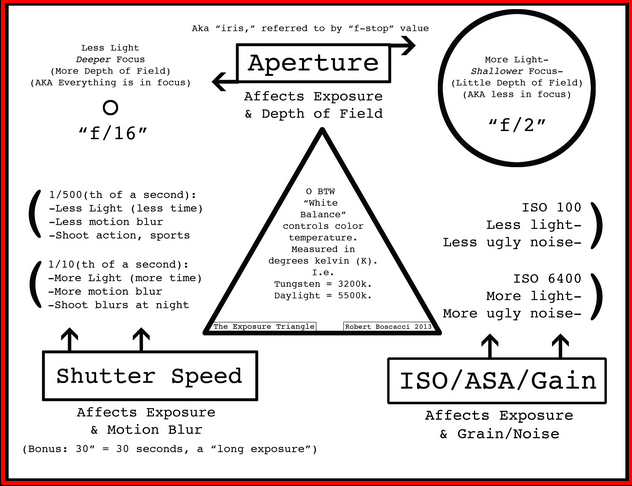 Aka “iris,” referred to by “f-stop” value
Aperture
Affects Exposure
& Depth of Field
Less Light
Deeper Focus
(More Depth of Field)
(AKA Everything is in focus)
“f/16”
More Light-
Shallower Focus-
(Little Depth of Field)
(AKA less in focus)
“f/2”
O BTW
“White
Balance”
controls color
temperature.
Measured in
degrees kelvin (K).
I.e.
Tungsten = 3200k.
Daylight = 5500k.
The Exposure Triangle
Robert Boscacci 2013
1/500(th of a second):
-Less Light (less time)
-Less motion blur
-Shoot action, sports
1/10(th of a second):
-More Light (more time)
-More motion blur
-Shoot blurs at night
Shutter Speed
Affects Exposure
& Motion Blur
(Bonus: 30” = 30 seconds, a “long exposure”)
ISO 100
Less light-
Less ugly noise-
ISO 6400
More light-
More ugly noise-
ISO/ASA/Gain
Affects Exposure
& Grain/Noise